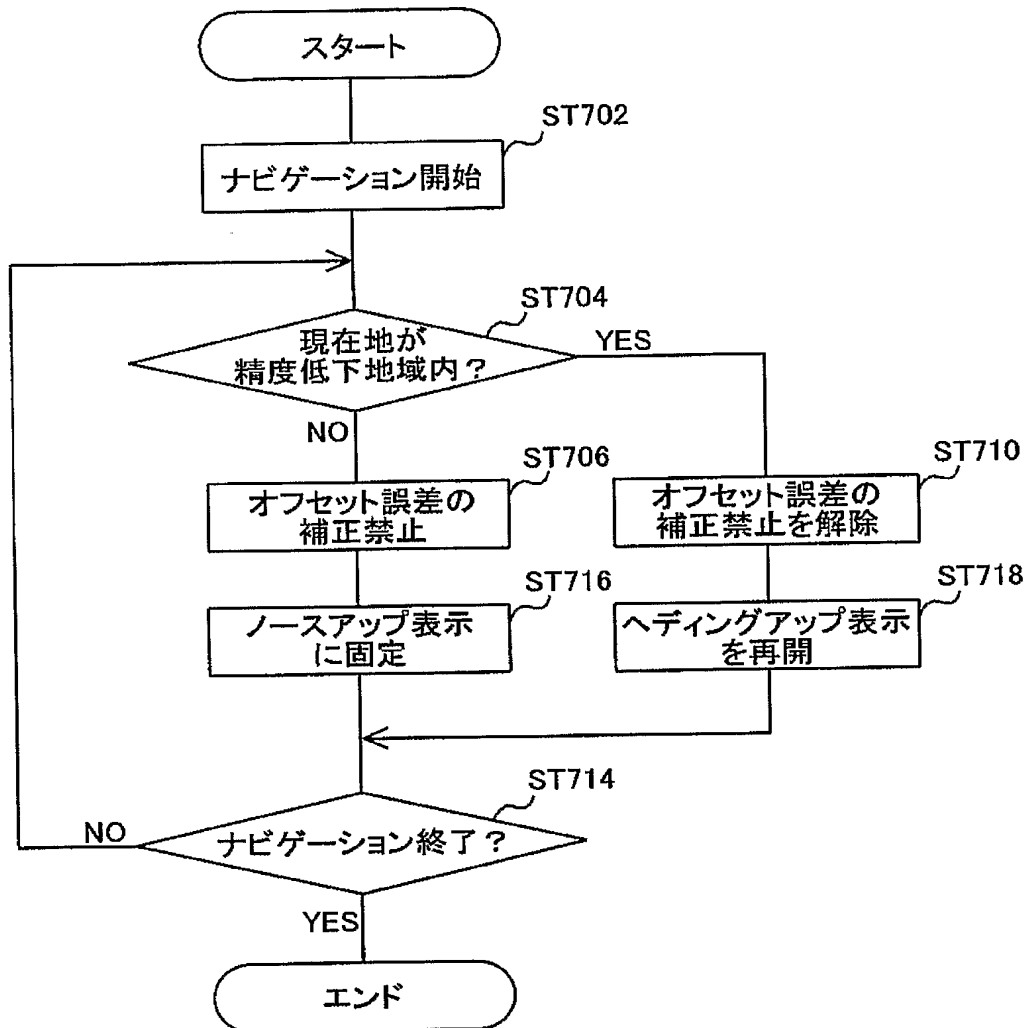 スタート
ST702
ナビゲーション開始
ST704
現在地が
精度低下地域内？
YES
NO
ST706
オフセット誤差の
補正禁止
ST710
オフセット誤差の
補正禁止を解除
ST716
ノースアップ表示
に固定
ST718
ヘディングアップ表示
を再開
ST714
ナビゲーション終了？
NO
YES
エンド